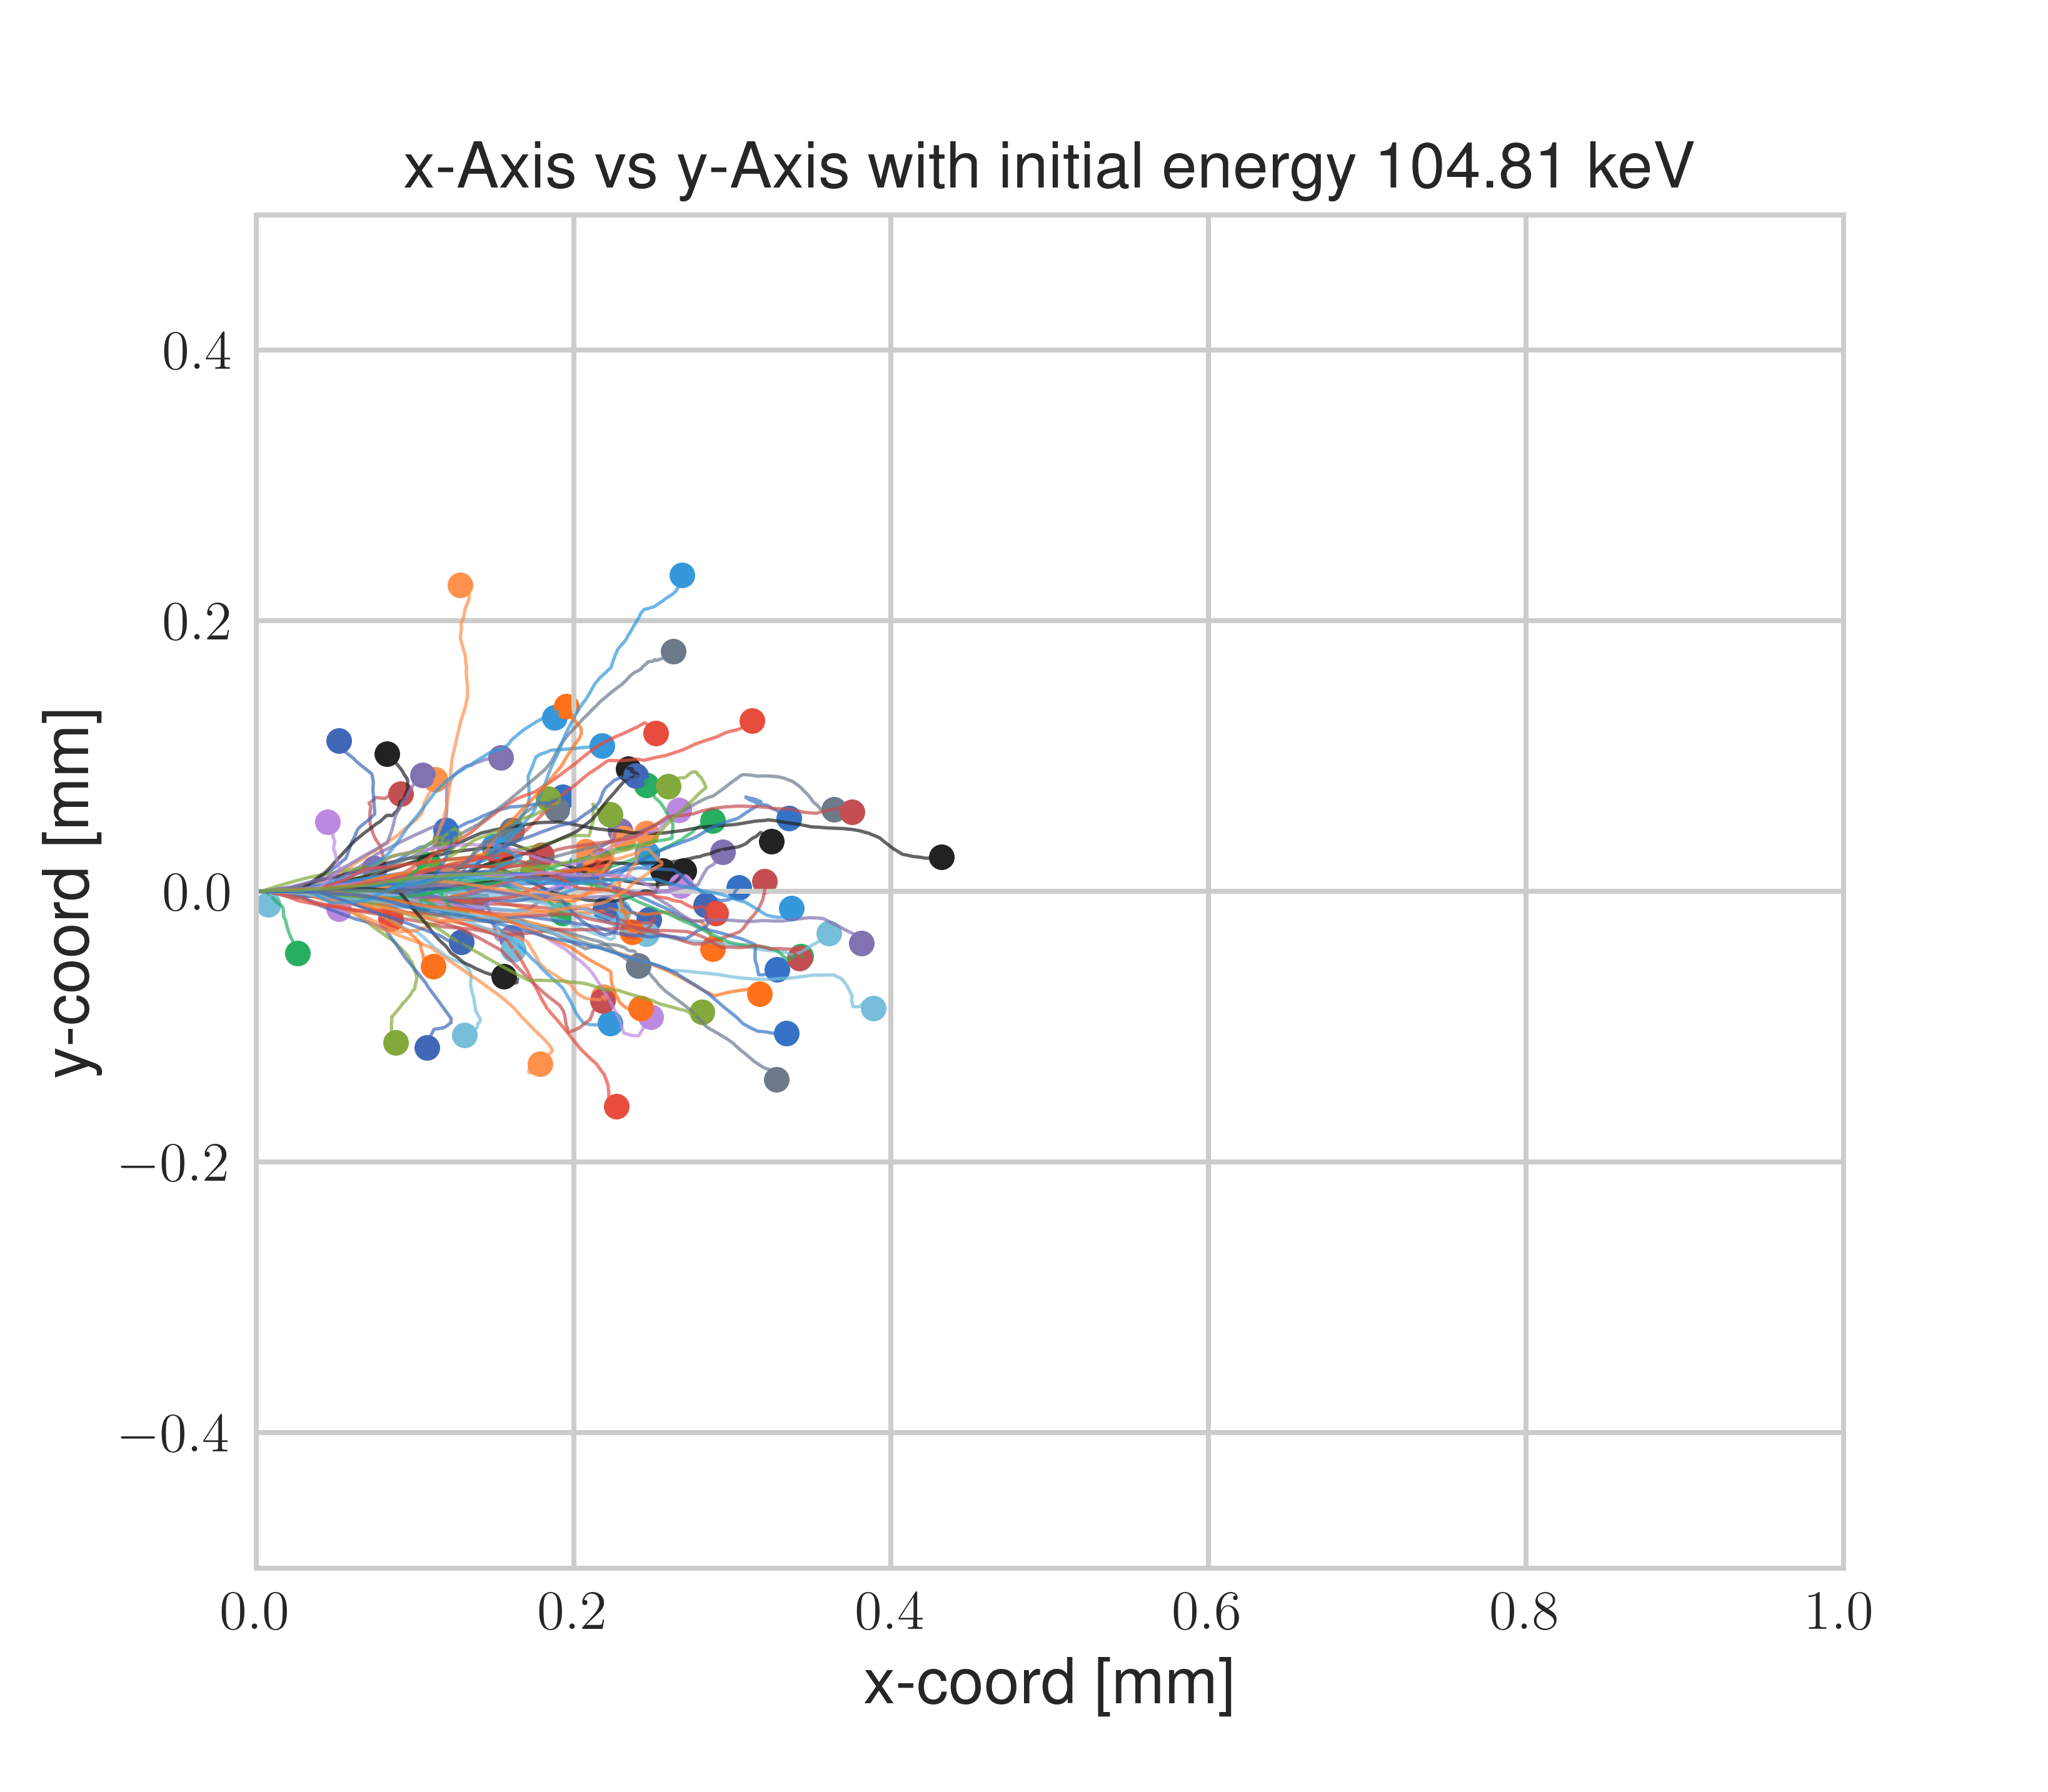 x-Axis vs y-Axis with initial energy 104.81 keV
y-coord [mm]
0.4
0.2
0.0
−0.2
−0.4
0.0 0.2 0.4 0.6 0.8 1.0
x-coord [mm]